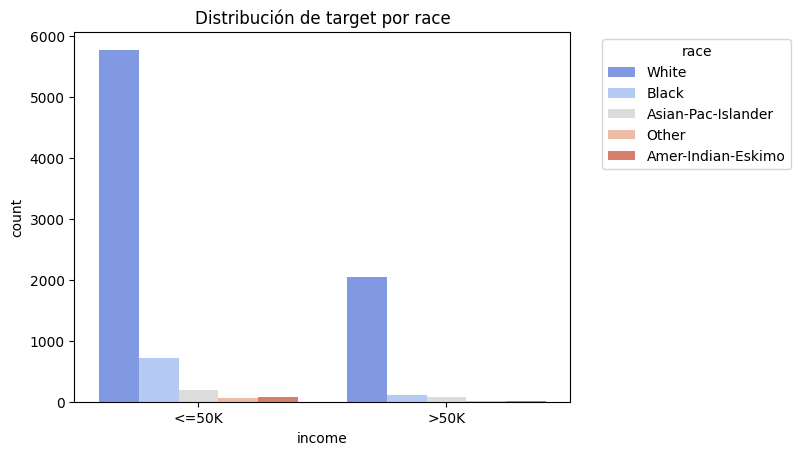 Distribución de target por race
6000
5000
4000
3000
2000
1000
0
count
<=50K
>50K
income
race
White
Black
Asian-Pac-Islander
Other
Amer-Indian-Eskimo